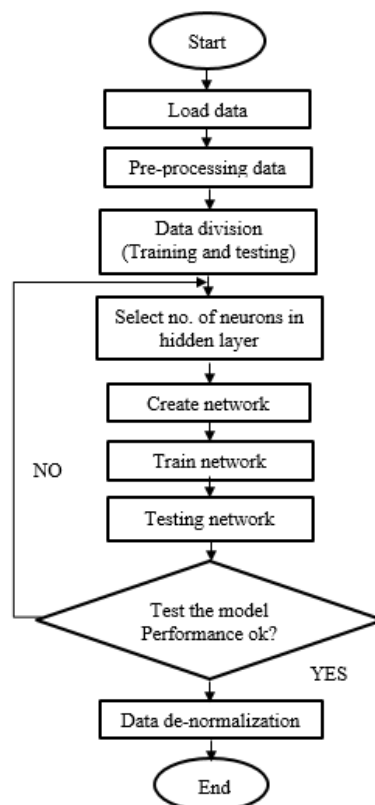 Start
Load data
Pre-processing data
Data division
(Training and testing)
Select no. of neurons in
hidden layer
Create network
Train network
NO
Testing network
Test the model
Performance ok?
YES
Data de-normalization
End